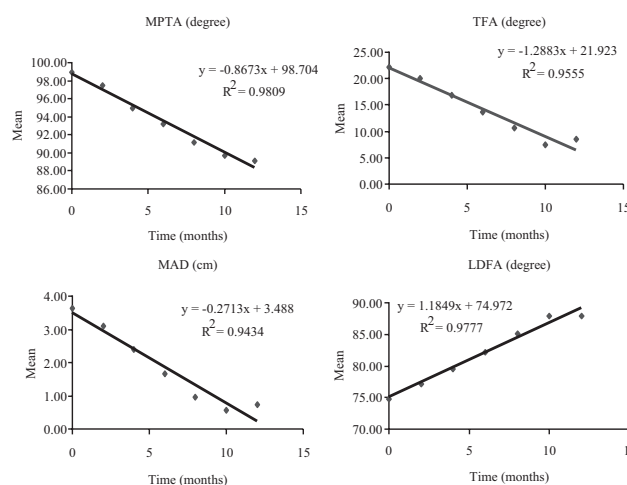 MPTA (degree)
100.00
98.00
96.00
94.00
92.00
90.00
88.00
86.00
Mean
y = -0.8673x + 98.704
R2 = 0.9809
0 5 10 15
Time (months)
TFA (degree)
25.00
20.00
15.00
10.00
5.00
0.00
Mean
y = -1.2883x + 21.923
R2 = 0.9555
0 5 10 15
Time (months)
MAD (cm)
4.00
3.00
2.00
1.00
0.00
Mean
y = -0.2713x + 3.488
R2 = 0.9434
0 5 10 15
Time (months)
LDFA (degree)
90.00
85.00
80.00
75.00
70.00
Mean
y = 1.1849x + 74.972
R2 = 0.9777
0 5 10 15
Time (months)